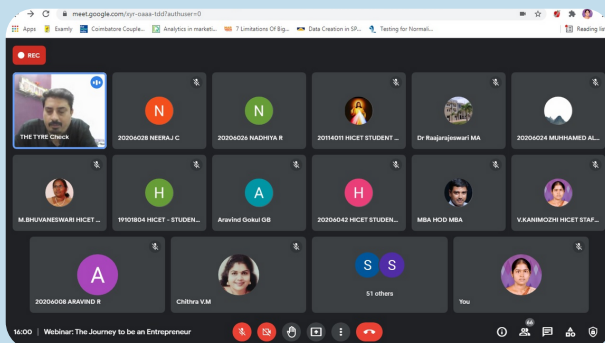 meet.google.com/xyr-oaaa-tdd?authuser=0
Apps Examly Coimbatore Couple... Analytics in marketi... 7 Limitations Of Big... Data Creation in SP... Testing for Normali... Reading list
REC
THE TYRE Check
N
20206028 NEERAJ C
N
20206026 NADHIYA R
20114011 HICET STUDENT ...
Dr Raajarajeswari MA
20206024 MUHHAMED AL...
M.BHUVANESWARI HICET ...
H
19101804 HICET - STUDEN...
A
Aravind Gokul GB
H
20206042 HICET STUDEN...
MBA HOD MBA
V.KANIMOZHI HICET STAF...
A
20206008 ARAVIND R
Chithra V.M
S S
51 others
You
16:00 | Webinar: The Journey to be an Entrepreneur
66